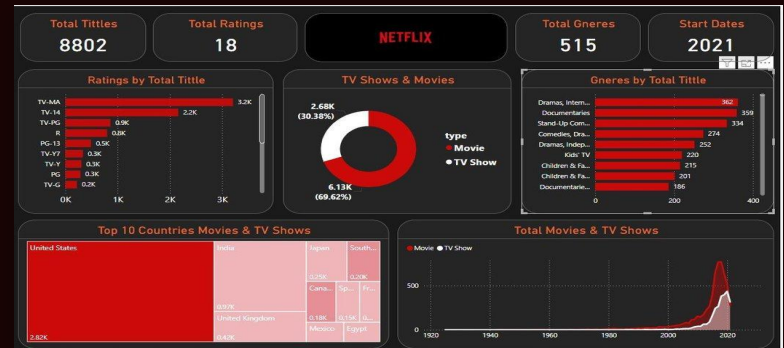 Total Tittles
8802
Total Ratings
18
NETFLIX
Total Gneres
515
Start Dates
2021
Ratings by Total Tittle
TV-MA 3.2K
TV-14 2.2K
TV-PG 0.9K
R 0.8K
PG-13 0.5K
TV-Y7 0.3K
TV-Y 0.3K
PG 0.3K
TV-G 0.2K
0K 1K 2K 3K
TV Shows & Movies
2.68K
(30.38%)
6.13K
(69.62%)
type
Movie
TV Show
Gneres by Total Tittle
Dramas, Intern... 362
Documentaries 359
Stand-Up Com... 334
Comedies, Dra... 274
Dramas, Indep... 252
Kids' TV 220
Children & Fa... 215
Children & Fa... 201
Documentarie... 186
0 200 400
Top 10 Countries Movies & TV Shows
United States
2.82K
India
0.97K
United Kingdom
0.42K
Japan
0.25K
South...
0.20K
Cana...
0.18K
Sp...
0.15K
Fr...
Mexico
Egypt
Total Movies & TV Shows
Movie TV Show
500
0
1920 1940 1960 1980 2000 2020